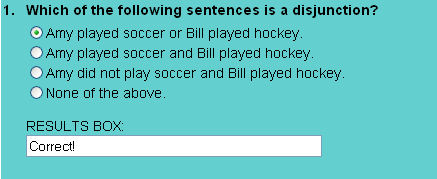 1. Which of the following sentences is a disjunction?
Amy played soccer or Bill played hockey.
Amy played soccer and Bill played hockey.
Amy did not play soccer and Bill played hockey.
None of the above.
RESULTS BOX:
Correct!